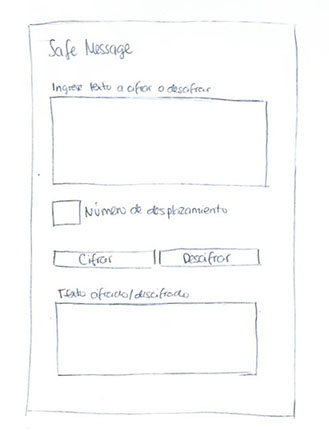 Safe Message
Ingrese texto a cifrar o descifrar
Número de desplazamiento
Cifrar
Descifrar
Texto cifrado/descifrado